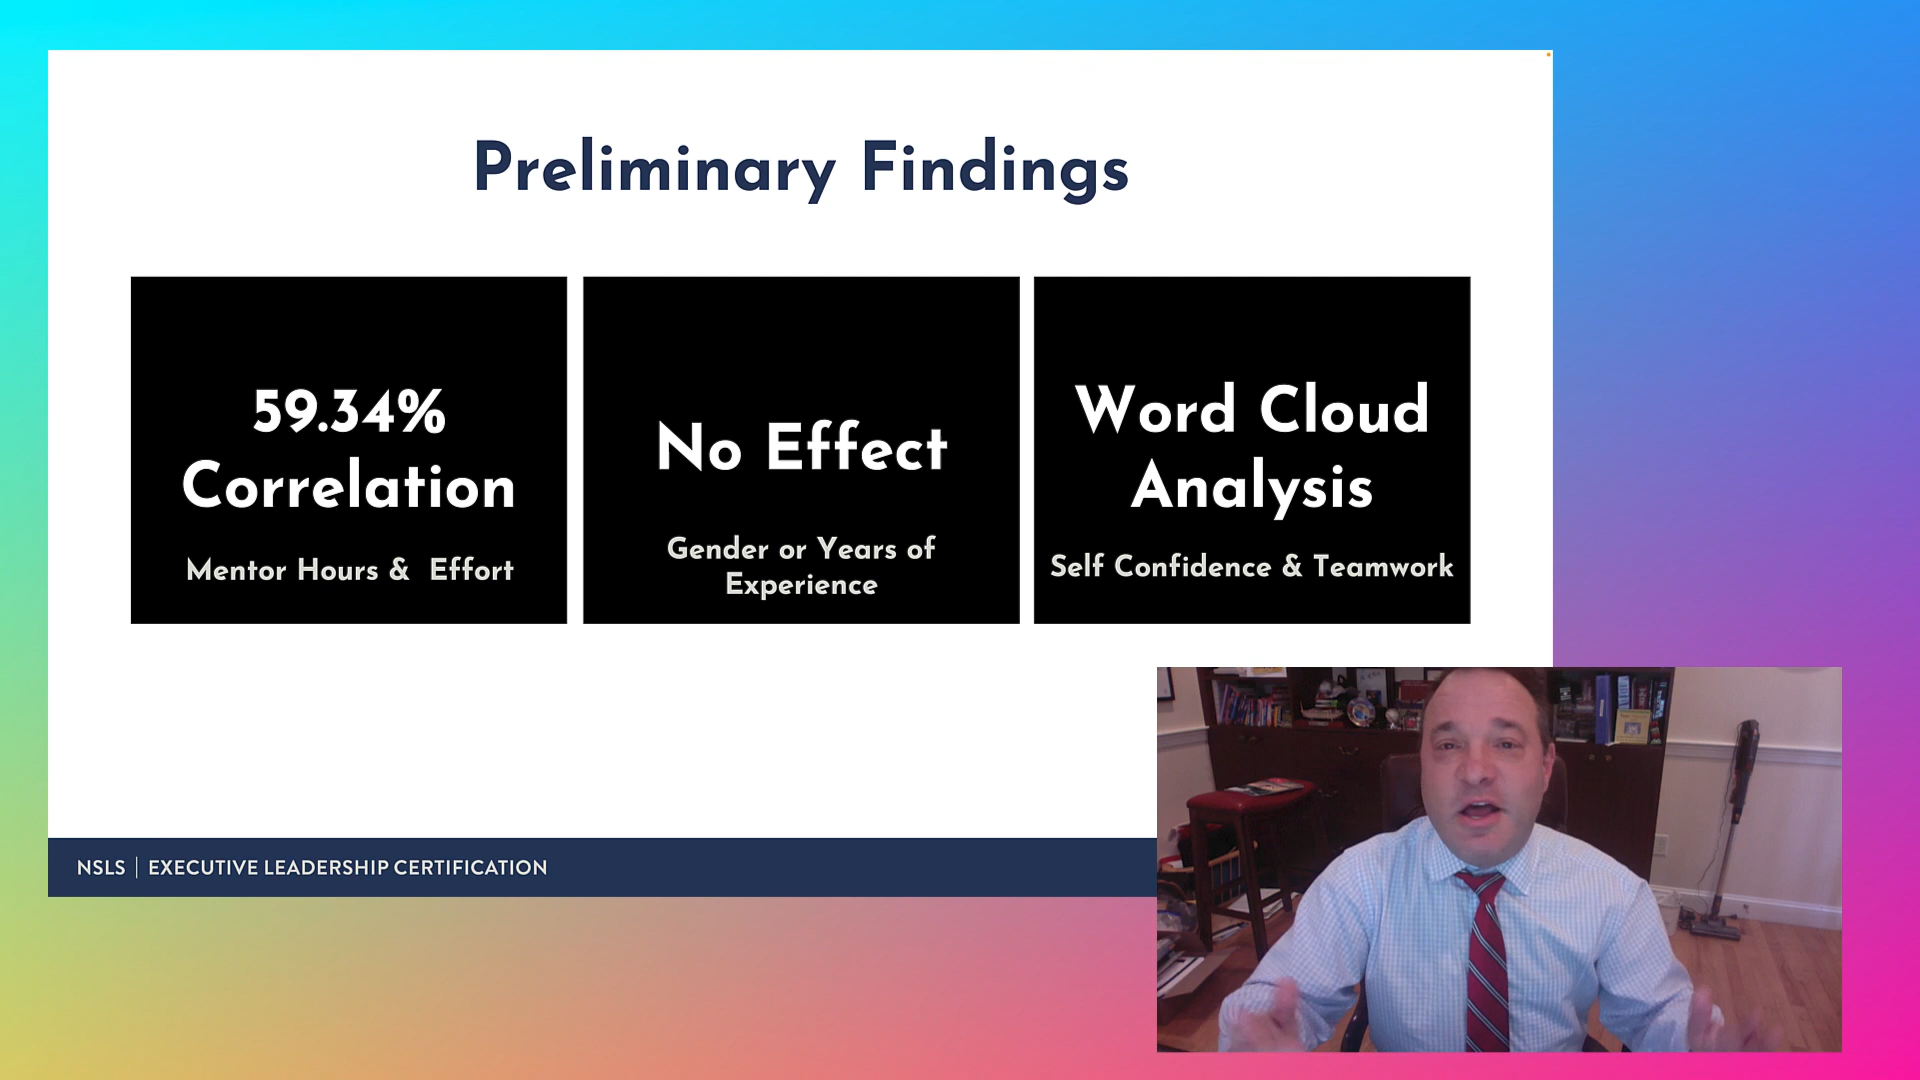 Preliminary Findings
59.34%
Correlation
Mentor Hours & Effort
No Effect
Gender or Years of
Experience
Word Cloud
Analysis
Self Confidence & Teamwork
NSLS | EXECUTIVE LEADERSHIP CERTIFICATION